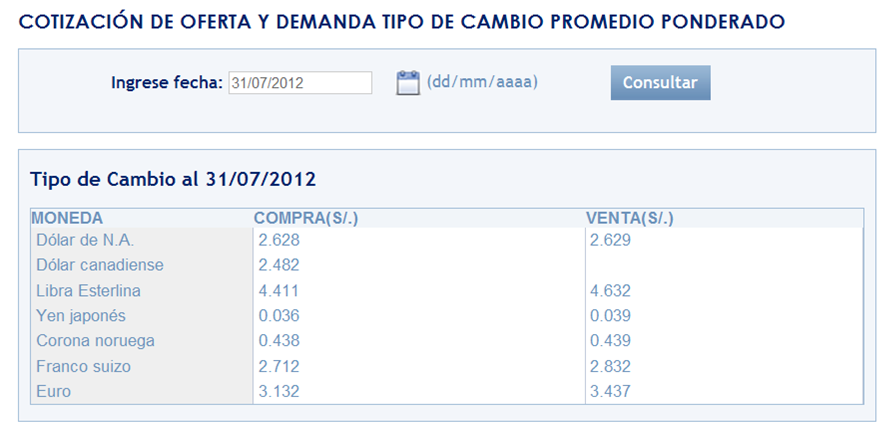 COTIZACIÓN DE OFERTA Y DEMANDA TIPO DE CAMBIO PROMEDIO PONDERADO
Ingrese fecha: 31/07/2012 (dd/mm/aaaa) Consultar
Tipo de Cambio al 31/07/2012
MONEDA COMPRA(S/.) VENTA(S/.)
Dólar de N.A. 2.628 2.629
Dólar canadiense 2.482
Libra Esterlina 4.411 4.632
Yen japonés 0.036 0.039
Corona noruega 0.438 0.439
Franco suizo 2.712 2.832
Euro 3.132 3.437